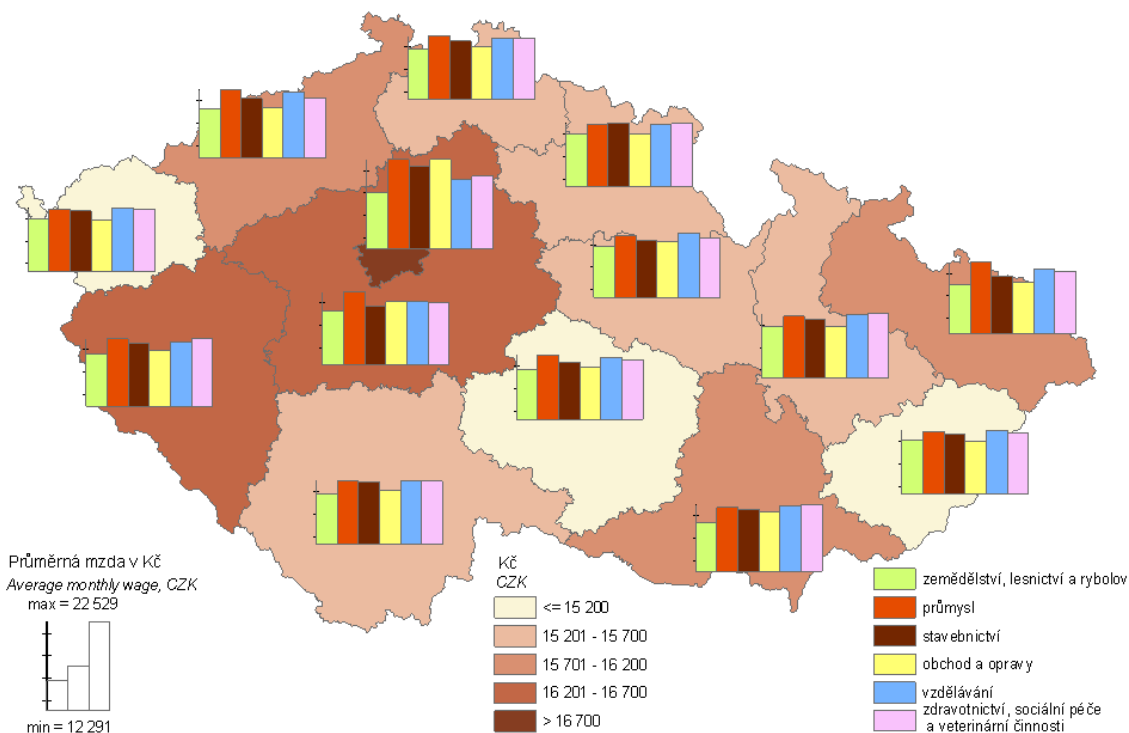 Průměrná mzda v Kč
Average monthly wage, CZK
max = 22 529
min = 12 291
Kč
CZK
<= 15 200
15 201 - 15 700
15 701 - 16 200
16 201 - 16 700
> 16 700
zemědělství, lesnictví a rybolov
průmysl
stavebnictví
obchod a opravy
vzdělávání
zdravotnictví, sociální péče
a veterinární činnosti